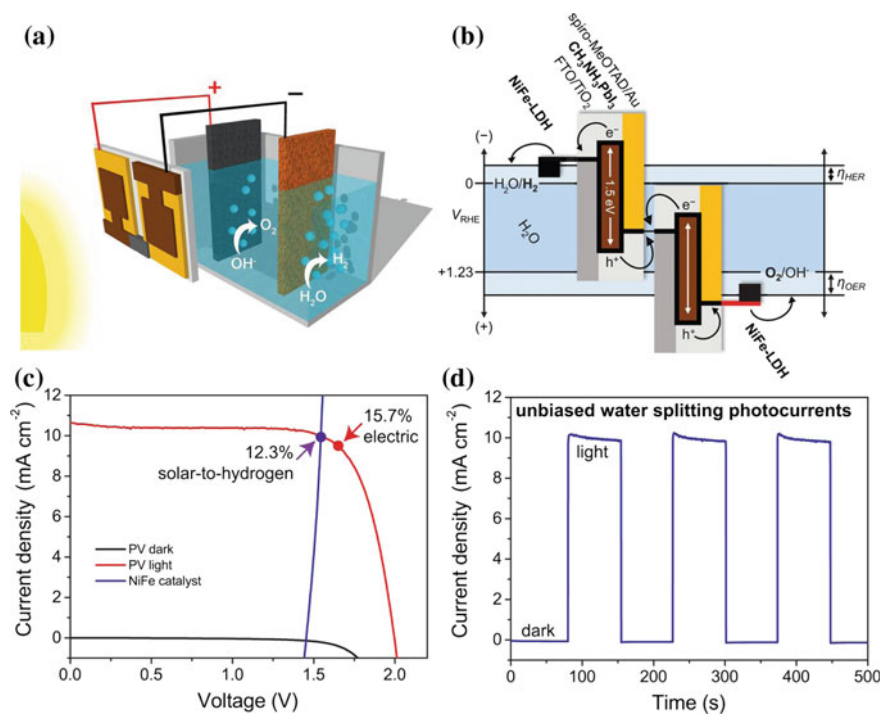 (a)
+
−
O₂
OH⁻
H₂
H₂O
(b)
spiro-MeOTAD/Au
CH₃NH₃PbI₃
FTO/TiO₂
NiFe-LDH
(−)
e⁻
H₂O/H₂
ηHER
0
1.5 eV
VRHE
H₂O
e⁻
h⁺
+1.23
O₂/OH⁻
ηOER
(+)
h⁺
NiFe-LDH
(c)
Current density (mA cm⁻²)
12
10
8
6
4
2
0
15.7%
electric
12.3%
solar-to-hydrogen
PV dark
PV light
NiFe catalyst
0.0
0.5
1.0
1.5
2.0
Voltage (V)
(d)
Current density (mA cm⁻²)
12
10
8
6
4
2
0
unbiased water splitting photocurrents
light
dark
0
100
200
300
400
500
Time (s)